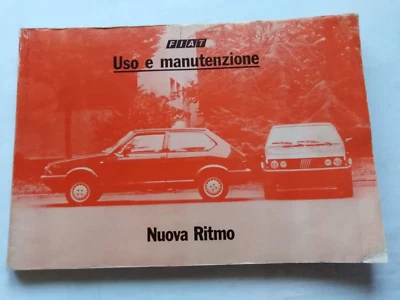 FIAT
Uso e manutenzione
Nuova Ritmo